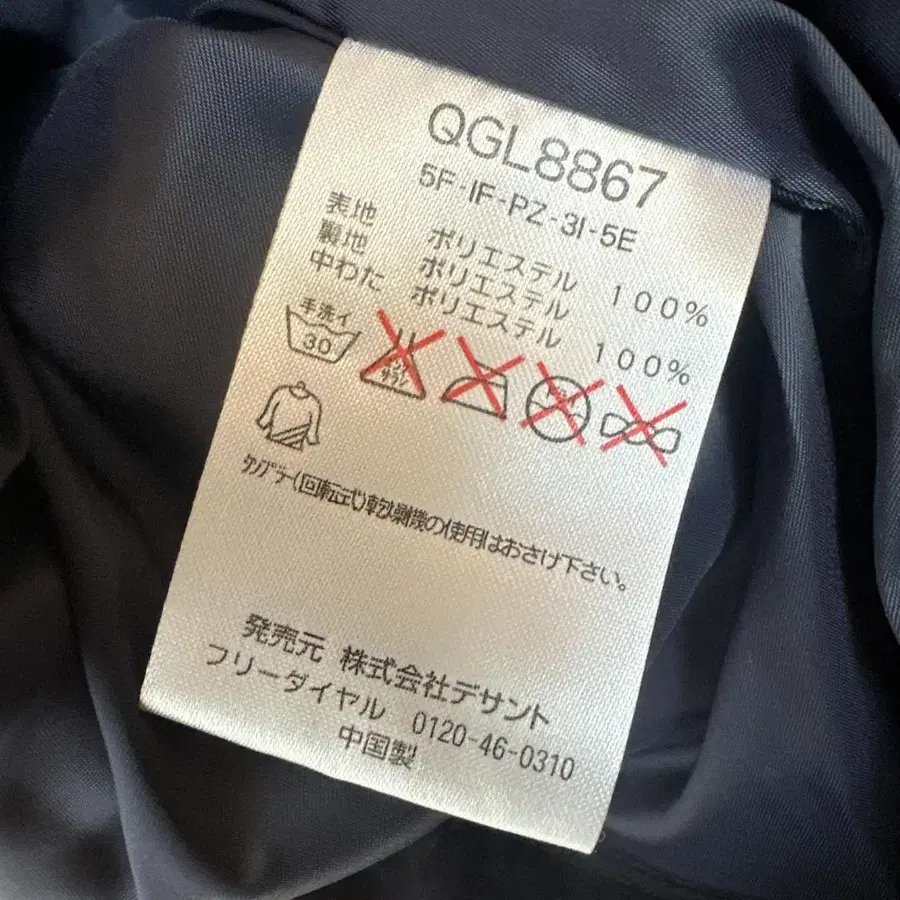 QGL8867
5F-IF-PZ-3I-5E
表地 ポリエステル 100%
裏地 ポリエステル
中わた ポリエステル 100%
手洗イ
30
ドライ
タンブラー(回転式)乾燥機の使用はおさけ下さい。
発売元 株式会社デサント
フリーダイヤル 0120-46-0310
中国製